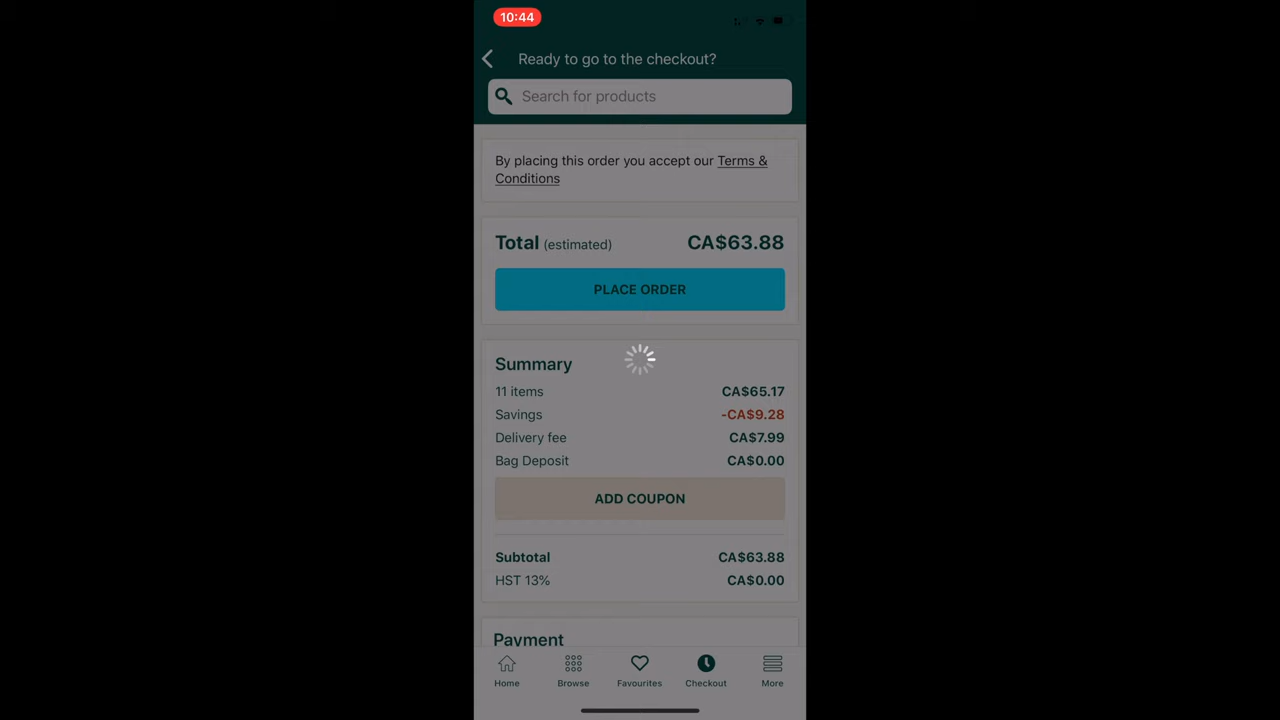 10:44
Ready to go to the checkout?
Search for products
By placing this order you accept our Terms &
Conditions
Total (estimated) CA$63.88
PLACE ORDER
Summary
11 items CA$65.17
Savings -CA$9.28
Delivery fee CA$7.99
Bag Deposit CA$0.00
ADD COUPON
Subtotal CA$63.88
HST 13% CA$0.00
Payment
Home Browse Favourites Checkout More